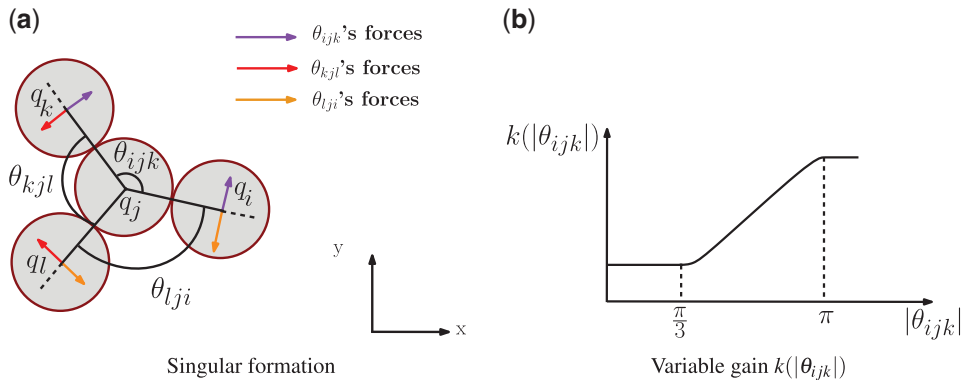 (a)
θ_{ijk}'s forces
θ_{kjl}'s forces
θ_{lji}'s forces
q_k
θ_{ijk}
θ_{kjl}
q_j
q_i
q_l
θ_{lji}
y
x
Singular formation
(b)
k(|θ_{ijk}|)
π/3
π
|θ_{ijk}|
Variable gain k(|θ_{ijk}|)